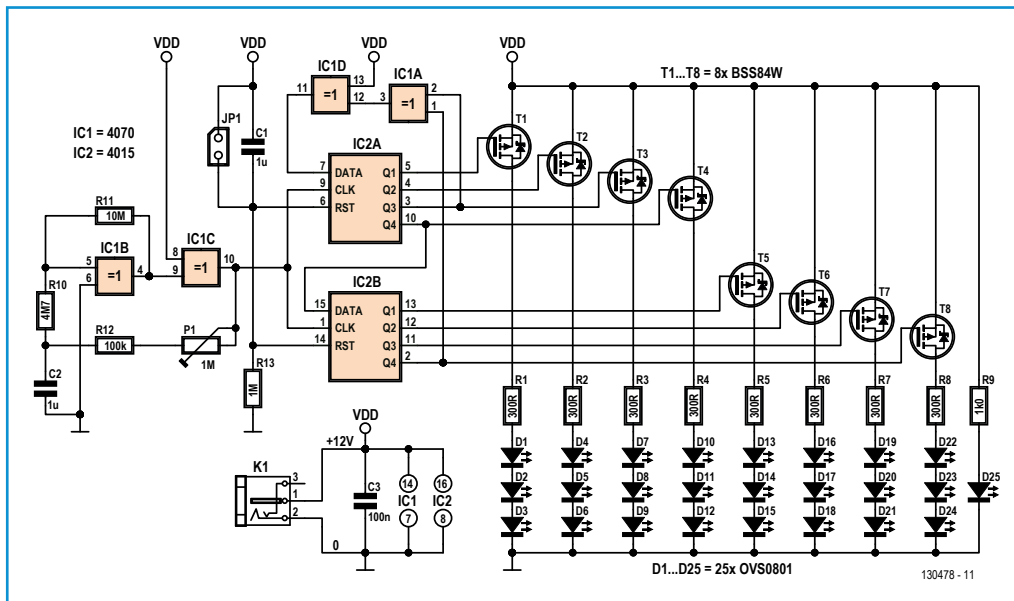 VDD
VDD
VDD
VDD
T1...T8 = 8x BSS84W
IC1D
=1
11
13
12
IC1A
=1
3
2
1
JP1
C1
1u
IC1 = 4070
IC2 = 4015
IC2A
7
DATA
9
CLK
6
RST
Q1
5
Q2
4
Q3
3
Q4
10
T1
T2
T3
T4
R11
10M
IC1B
5
6
=1
4
IC1C
8
9
=1
10
R10
4M7
R12
100k
P1
1M
C2
1u
R13
1M
IC2B
15
DATA
1
CLK
14
RST
Q1
13
Q2
12
Q3
11
Q4
2
T5
T6
T7
T8
R1
300R
R2
300R
R3
300R
R4
300R
R5
300R
R6
300R
R7
300R
R8
300R
R9
1k0
VDD
+12V
K1
3
1
2
C3
100n
14
IC1
7
16
IC2
8
0
D1
D4
D7
D10
D13
D16
D19
D22
D2
D5
D8
D11
D14
D17
D20
D23
D25
D3
D6
D9
D12
D15
D18
D21
D24
D1...D25 = 25x OVS0801
130478 - 11